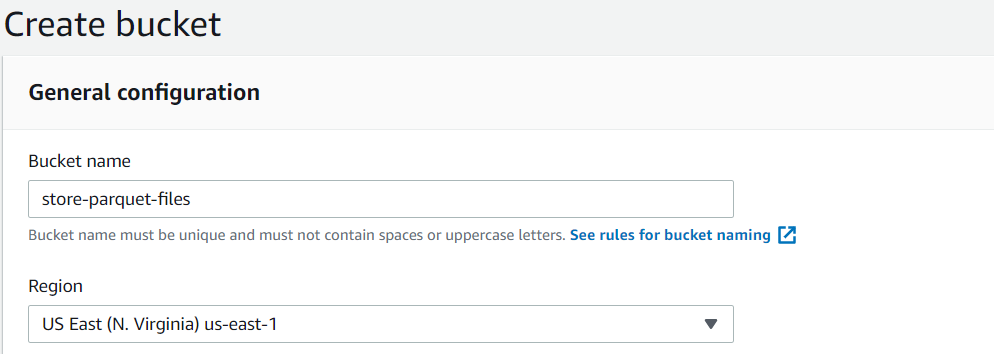 Create bucket
General configuration
Bucket name
store-parquet-files
Bucket name must be unique and must not contain spaces or uppercase letters. See rules for bucket naming
Region
US East (N. Virginia) us-east-1